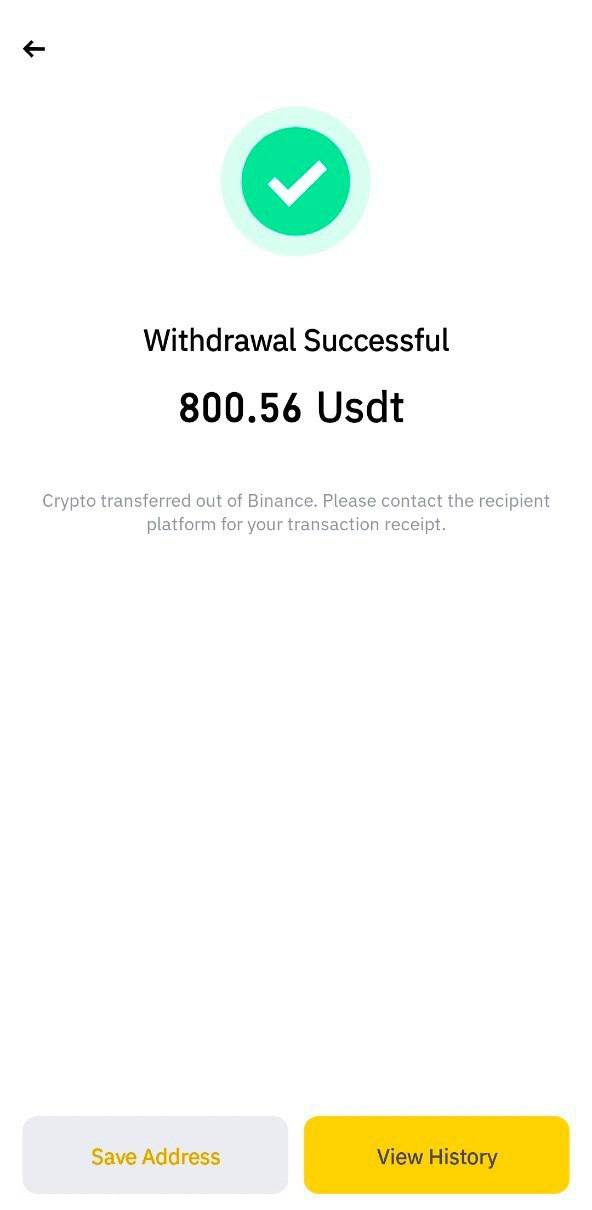 Withdrawal Successful
800.56 Usdt
Crypto transferred out of Binance. Please contact the recipient
platform for your transaction receipt.
Save Address
View History